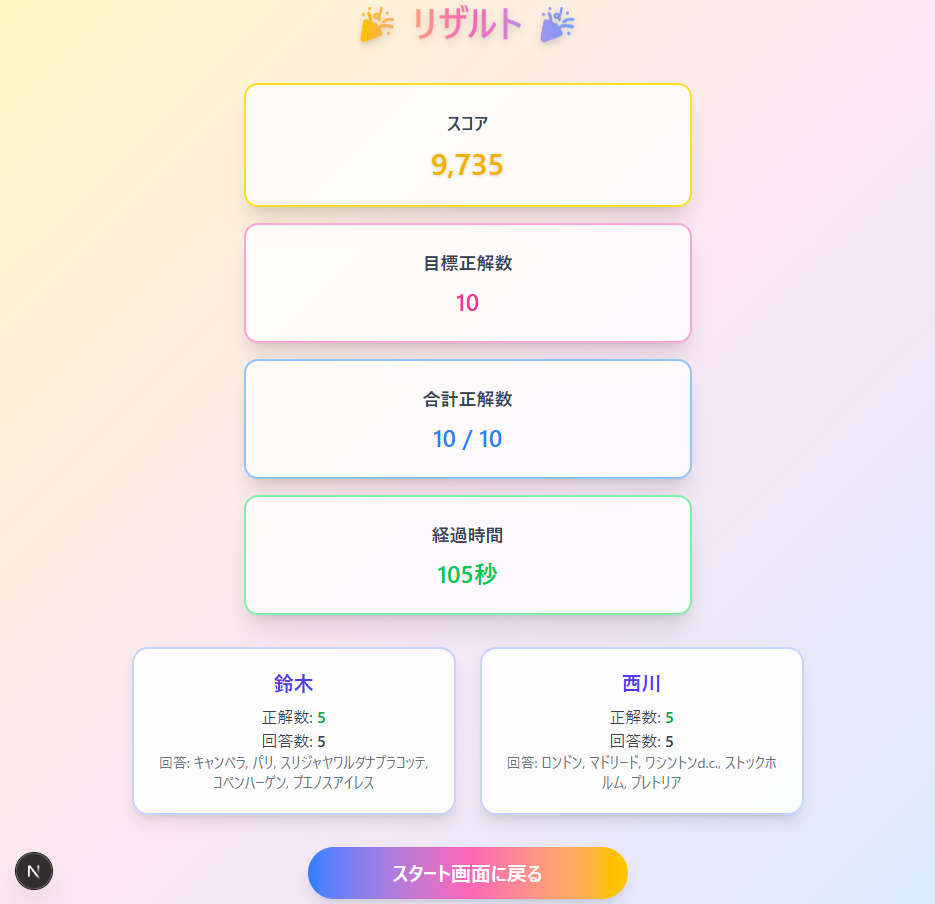 リザルト
スコア
9,735
目標正解数
10
合計正解数
10 / 10
経過時間
105秒
鈴木
正解数: 5
回答数: 5
回答: キャンベラ, パリ, スリジャヤワルダナプラコッテ,
コペンハーゲン, ブエノスアイレス
西川
正解数: 5
回答数: 5
回答: ロンドン, マドリード, ワシントンd.c., ストックホ
ルム, プレトリア
N
スタート画面に戻る